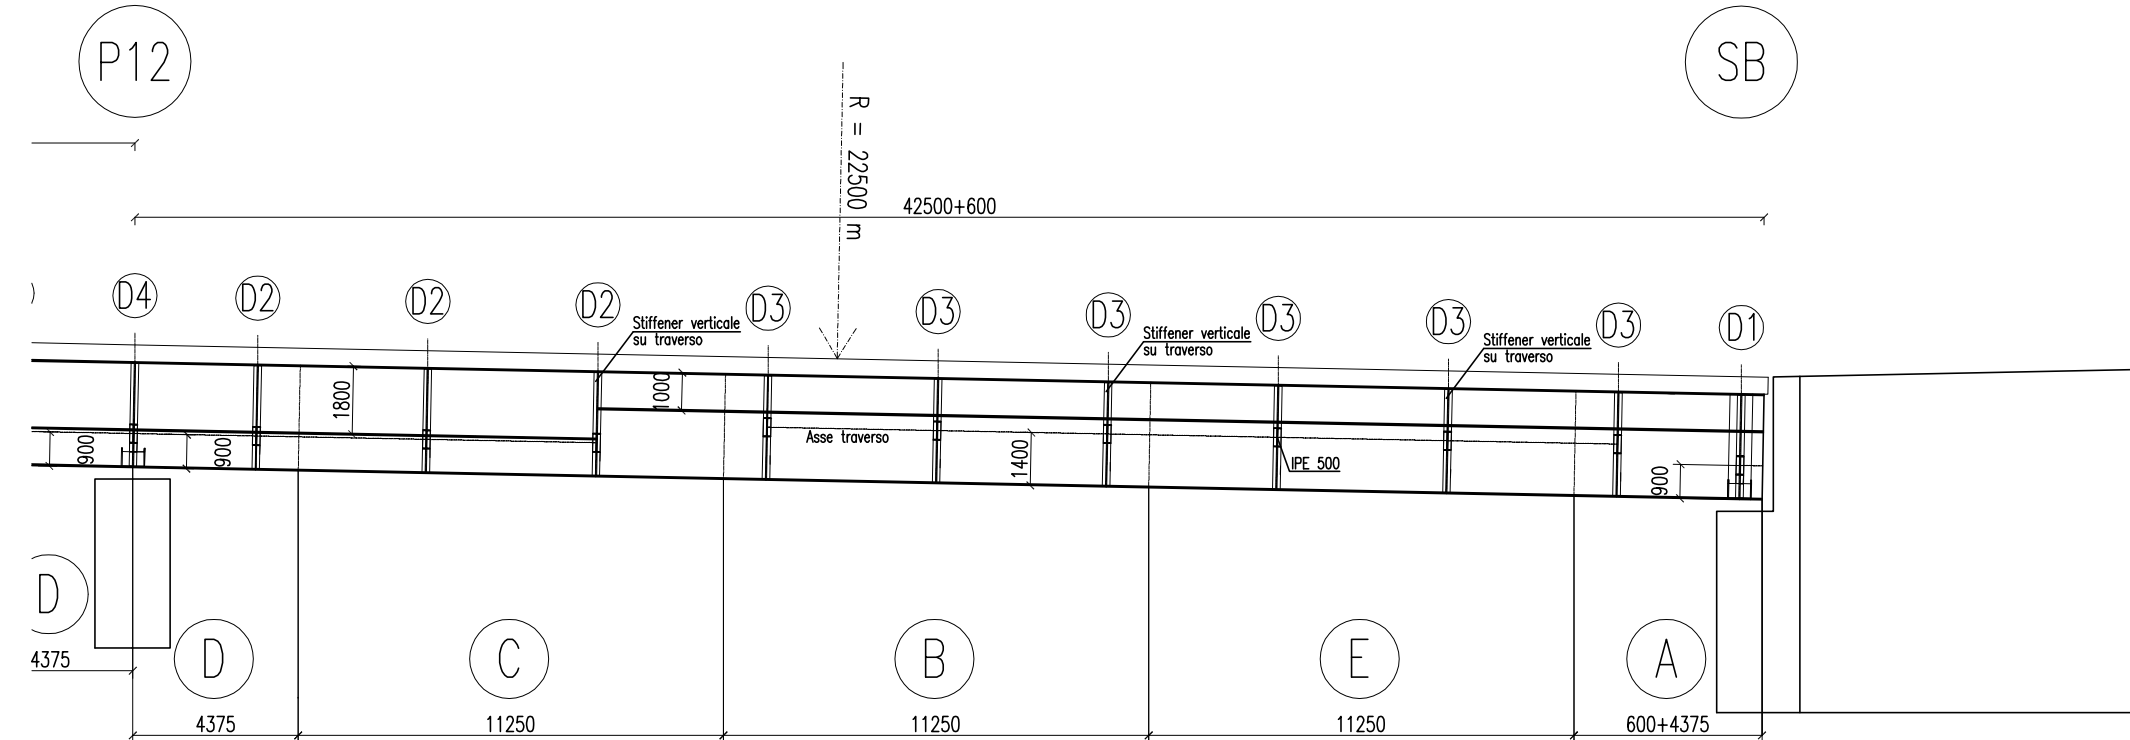 P12
SB
R = 22500 m
42500+600
D4
D2
D2
D2
D3
D3
D3
D3
D3
D3
D1
Stiffener verticale
su traverso
Stiffener verticale
su traverso
Stiffener verticale
su traverso
1800
1000
900
900
Asse traverso
1400
IPE 500
900
D
D
C
B
E
A
4375
4375
11250
11250
11250
600+4375